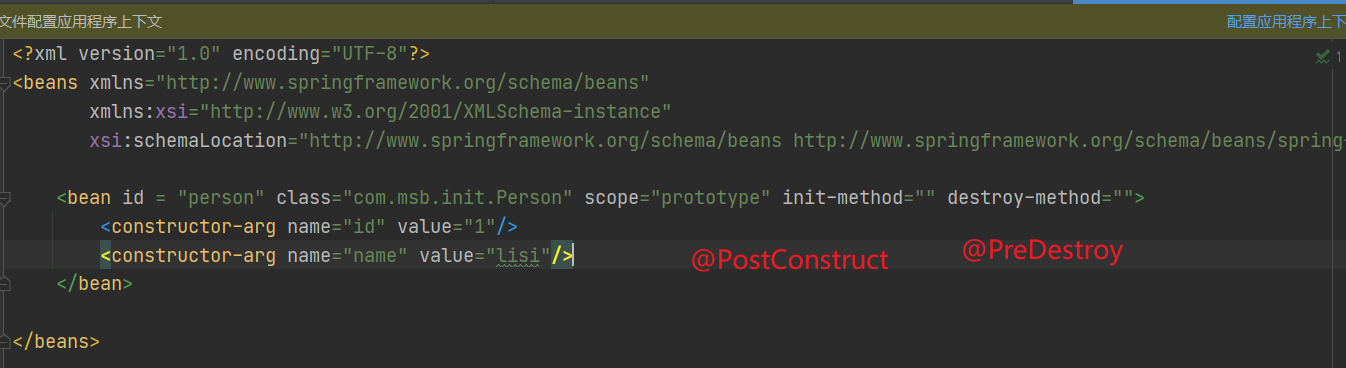 文件配置应用程序上下文 配置应用程序上下
<?xml version="1.0" encoding="UTF-8"?>
1
<beans xmlns="http://www.springframework.org/schema/beans"
xmlns:xsi="http://www.w3.org/2001/XMLSchema-instance"
xsi:schemaLocation="http://www.springframework.org/schema/beans http://www.springframework.org/schema/beans/spring-
<bean id = "person" class="com.msb.init.Person" scope="prototype" init-method="" destroy-method="">
<constructor-arg name="id" value="1"/>
<constructor-arg name="name" value="lisi"/> @PostConstruct @PreDestroy
</bean>
</beans>